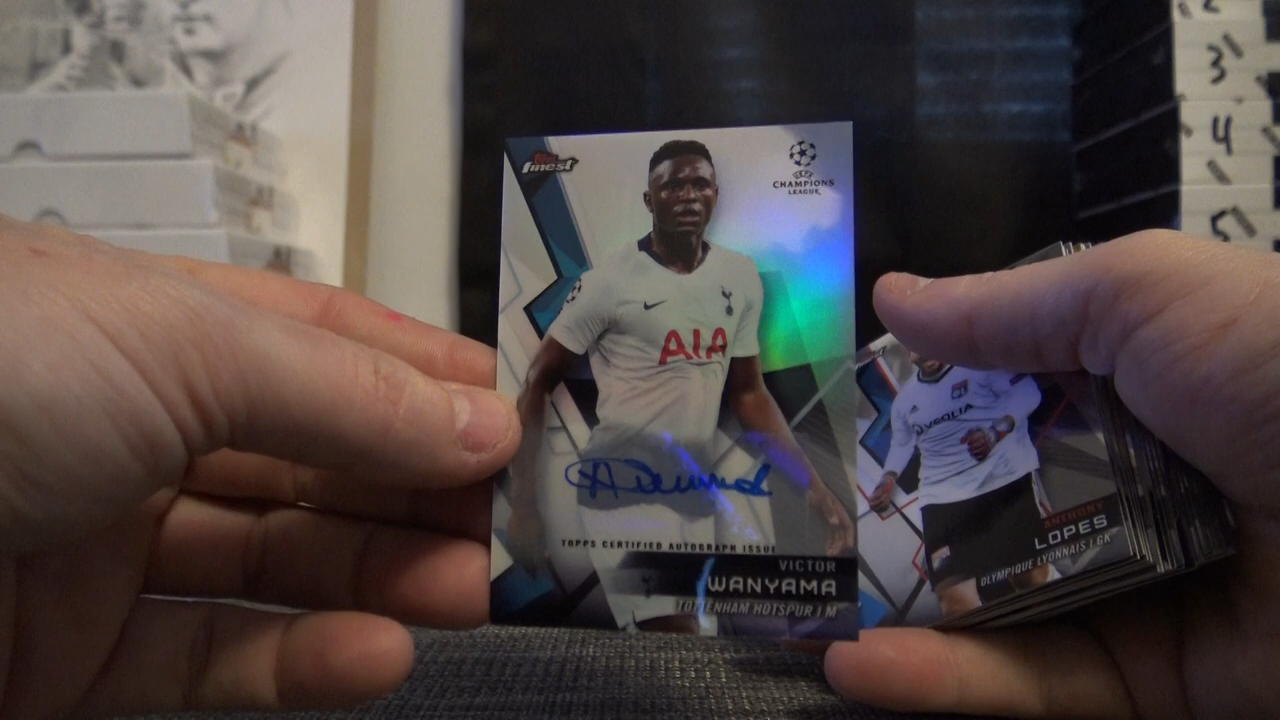 Topps
finest
UEFA
CHAMPIONS
LEAGUE
AIA
TOPPS CERTIFIED AUTOGRAPH ISSUE
VICTOR
WANYAMA
TOTTENHAM HOTSPUR | M
VEOLIA
ANTHONY
LOPES
OLYMPIQUE LYONNAIS | GK
3
4
5